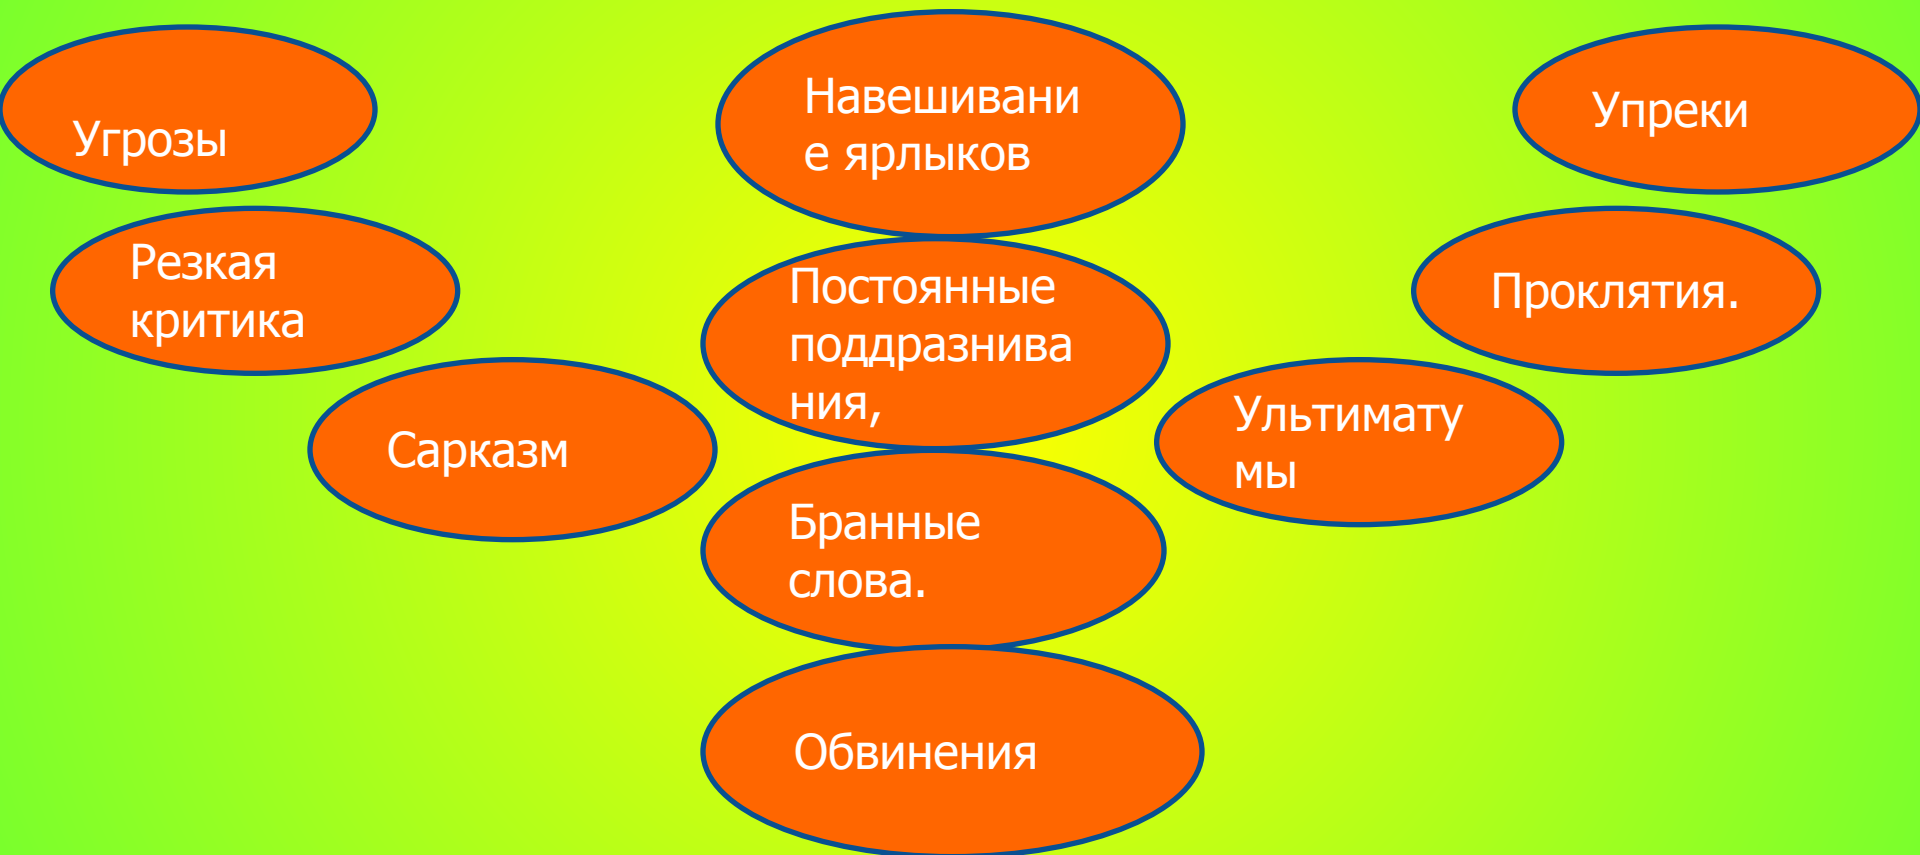 Угрозы
Резкая
критика
Сарказм
Навешивани
е ярлыков
Постоянные
поддразнива
ния,
Бранные
слова.
Обвинения
Упреки
Проклятия.
Ультимату
мы